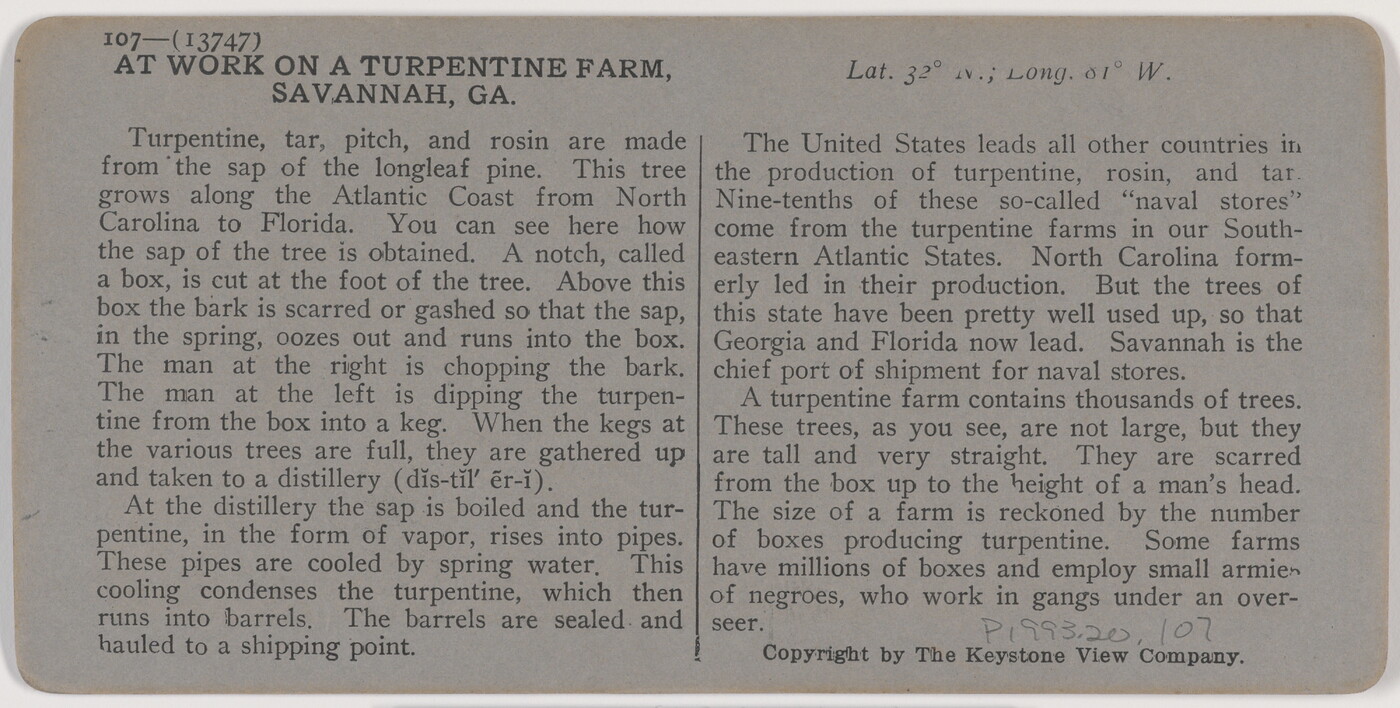 107—(13747)
AT WORK ON A TURPENTINE FARM,
SAVANNAH, GA.
Turpentine, tar, pitch, and rosin are made
from the sap of the longleaf pine. This tree
grows along the Atlantic Coast from North
Carolina to Florida. You can see here how
the sap of the tree is obtained. A notch, called
a box, is cut at the foot of the tree. Above this
box the bark is scarred or gashed so that the sap,
in the spring, oozes out and runs into the box.
The man at the right is chopping the bark.
The man at the left is dipping the turpen-
tine from the box into a keg. When the kegs at
the various trees are full, they are gathered up
and taken to a distillery (dĭs-tĭl′ ẽr-ĭ).
At the distillery the sap is boiled and the tur-
pentine, in the form of vapor, rises into pipes.
These pipes are cooled by spring water. This
cooling condenses the turpentine, which then
runs into barrels. The barrels are sealed and
hauled to a shipping point.
Lat. 32° N.; Long. 81° W.
The United States leads all other countries in
the production of turpentine, rosin, and tar.
Nine-tenths of these so-called "naval stores"
come from the turpentine farms in our South-
eastern Atlantic States. North Carolina form-
erly led in their production. But the trees of
this state have been pretty well used up, so that
Georgia and Florida now lead. Savannah is the
chief port of shipment for naval stores.
A turpentine farm contains thousands of trees.
These trees, as you see, are not large, but they
are tall and very straight. They are scarred
from the box up to the height of a man's head.
The size of a farm is reckoned by the number
of boxes producing turpentine. Some farms
have millions of boxes and employ small armies
of negroes, who work in gangs under an over-
seer.
P1993.20.107
Copyright by The Keystone View Company.